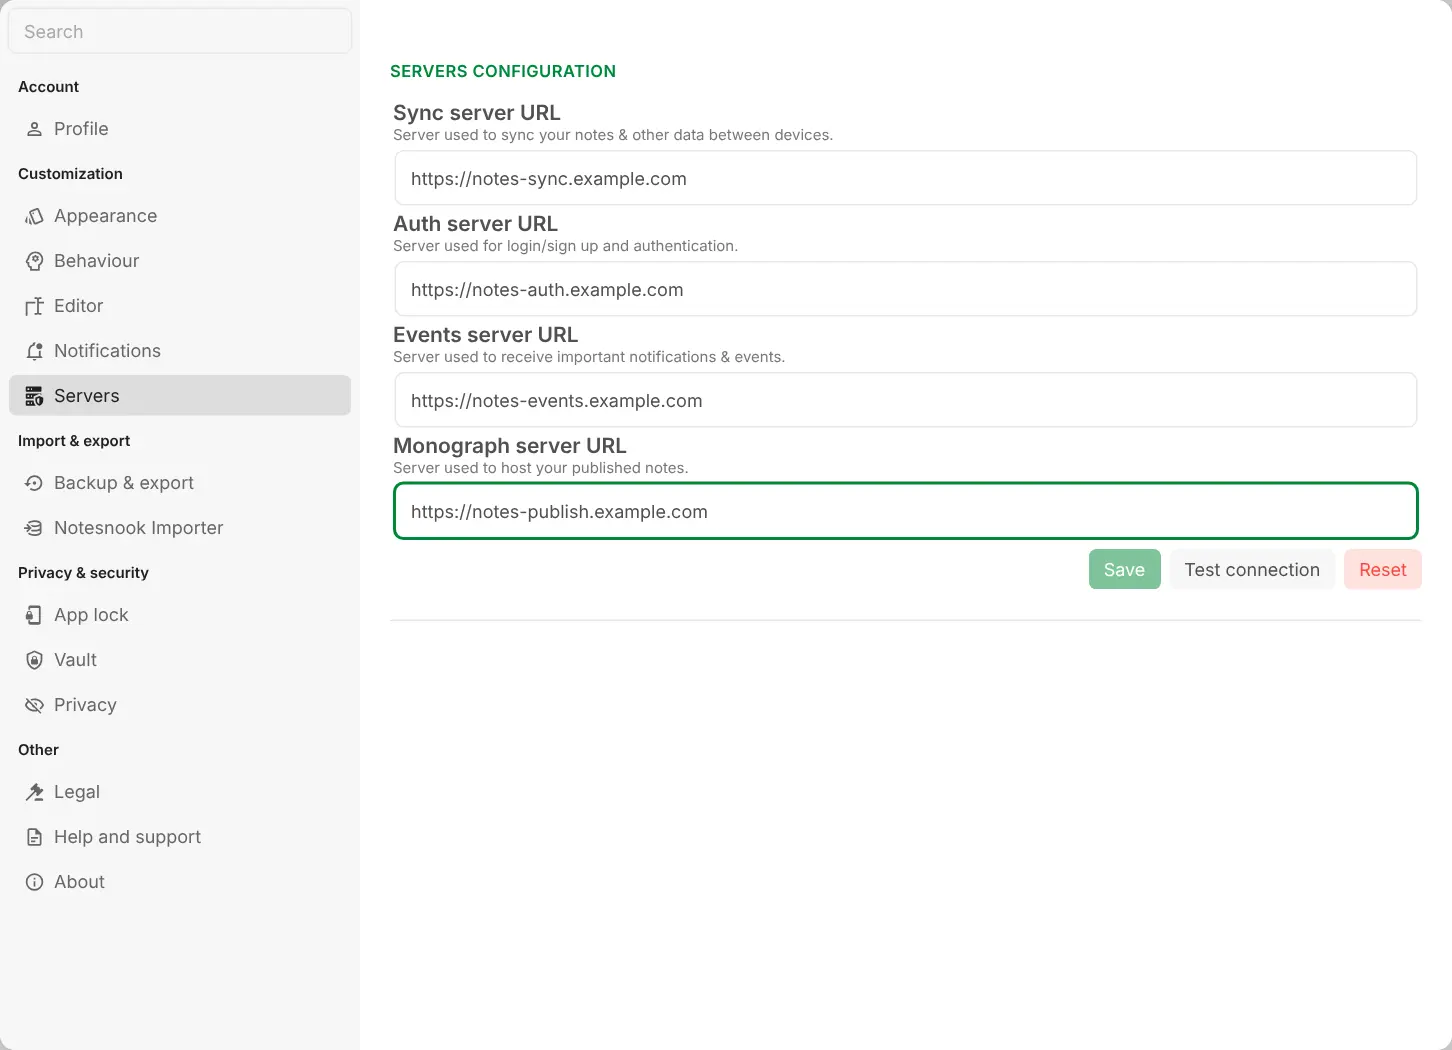 Search
Account
Profile
Customization
Appearance
Behaviour
Editor
Notifications
Servers
Import & export
Backup & export
Notesnook Importer
Privacy & security
App lock
Vault
Privacy
Other
Legal
Help and support
About
SERVERS CONFIGURATION
Sync server URL
Server used to sync your notes & other data between devices.
https://notes-sync.example.com
Auth server URL
Server used for login/sign up and authentication.
https://notes-auth.example.com
Events server URL
Server used to receive important notifications & events.
https://notes-events.example.com
Monograph server URL
Server used to host your published notes.
https://notes-publish.example.com
Save Test connection Reset